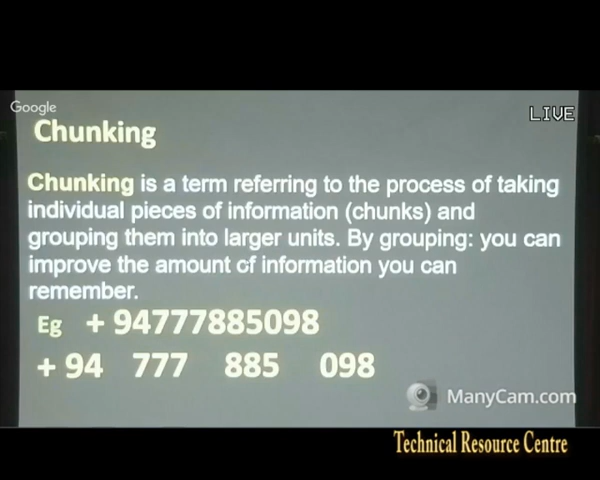 Google
LIVE
Chunking
Chunking is a term referring to the process of taking
individual pieces of information (chunks) and
grouping them into larger units. By grouping: you can
improve the amount of information you can
remember.
Eg + 94777885098
+ 94 777 885 098
ManyCam.com
Technical Resource Centre